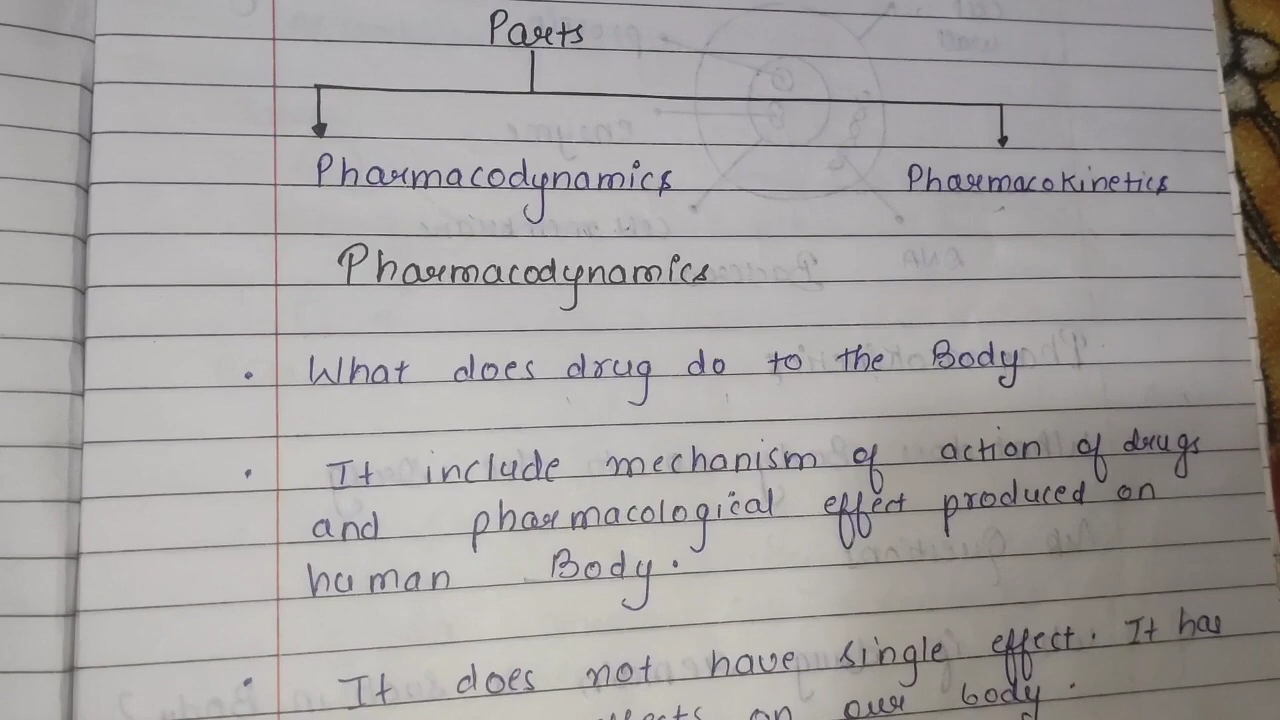 Parts
Pharmacodynamics Pharmacokinetics
Pharmacodynamics
. What does drug do to the Body
. It include mechanism of action of drugs
and pharmacological effect produced on
human Body.
. It does not have single effect. It has
on our body.